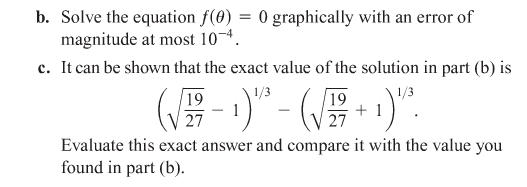 b. Solve the equation f(θ) = 0 graphically with an error of
magnitude at most 10⁻⁴.
c. It can be shown that the exact value of the solution in part (b) is
(√(19/27) − 1)^{1/3} − (√(19/27) + 1)^{1/3}.
Evaluate this exact answer and compare it with the value you
found in part (b).